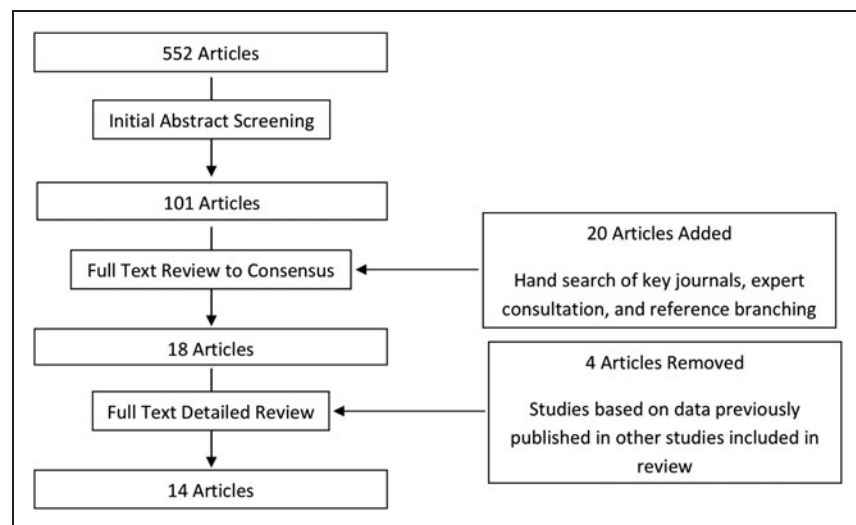 552 Articles
Initial Abstract Screening
101 Articles
20 Articles Added
Full Text Review to Consensus
Hand search of key journals, expert
consultation, and reference branching
18 Articles
4 Articles Removed
Full Text Detailed Review
Studies based on data previously
published in other studies included in
review
14 Articles